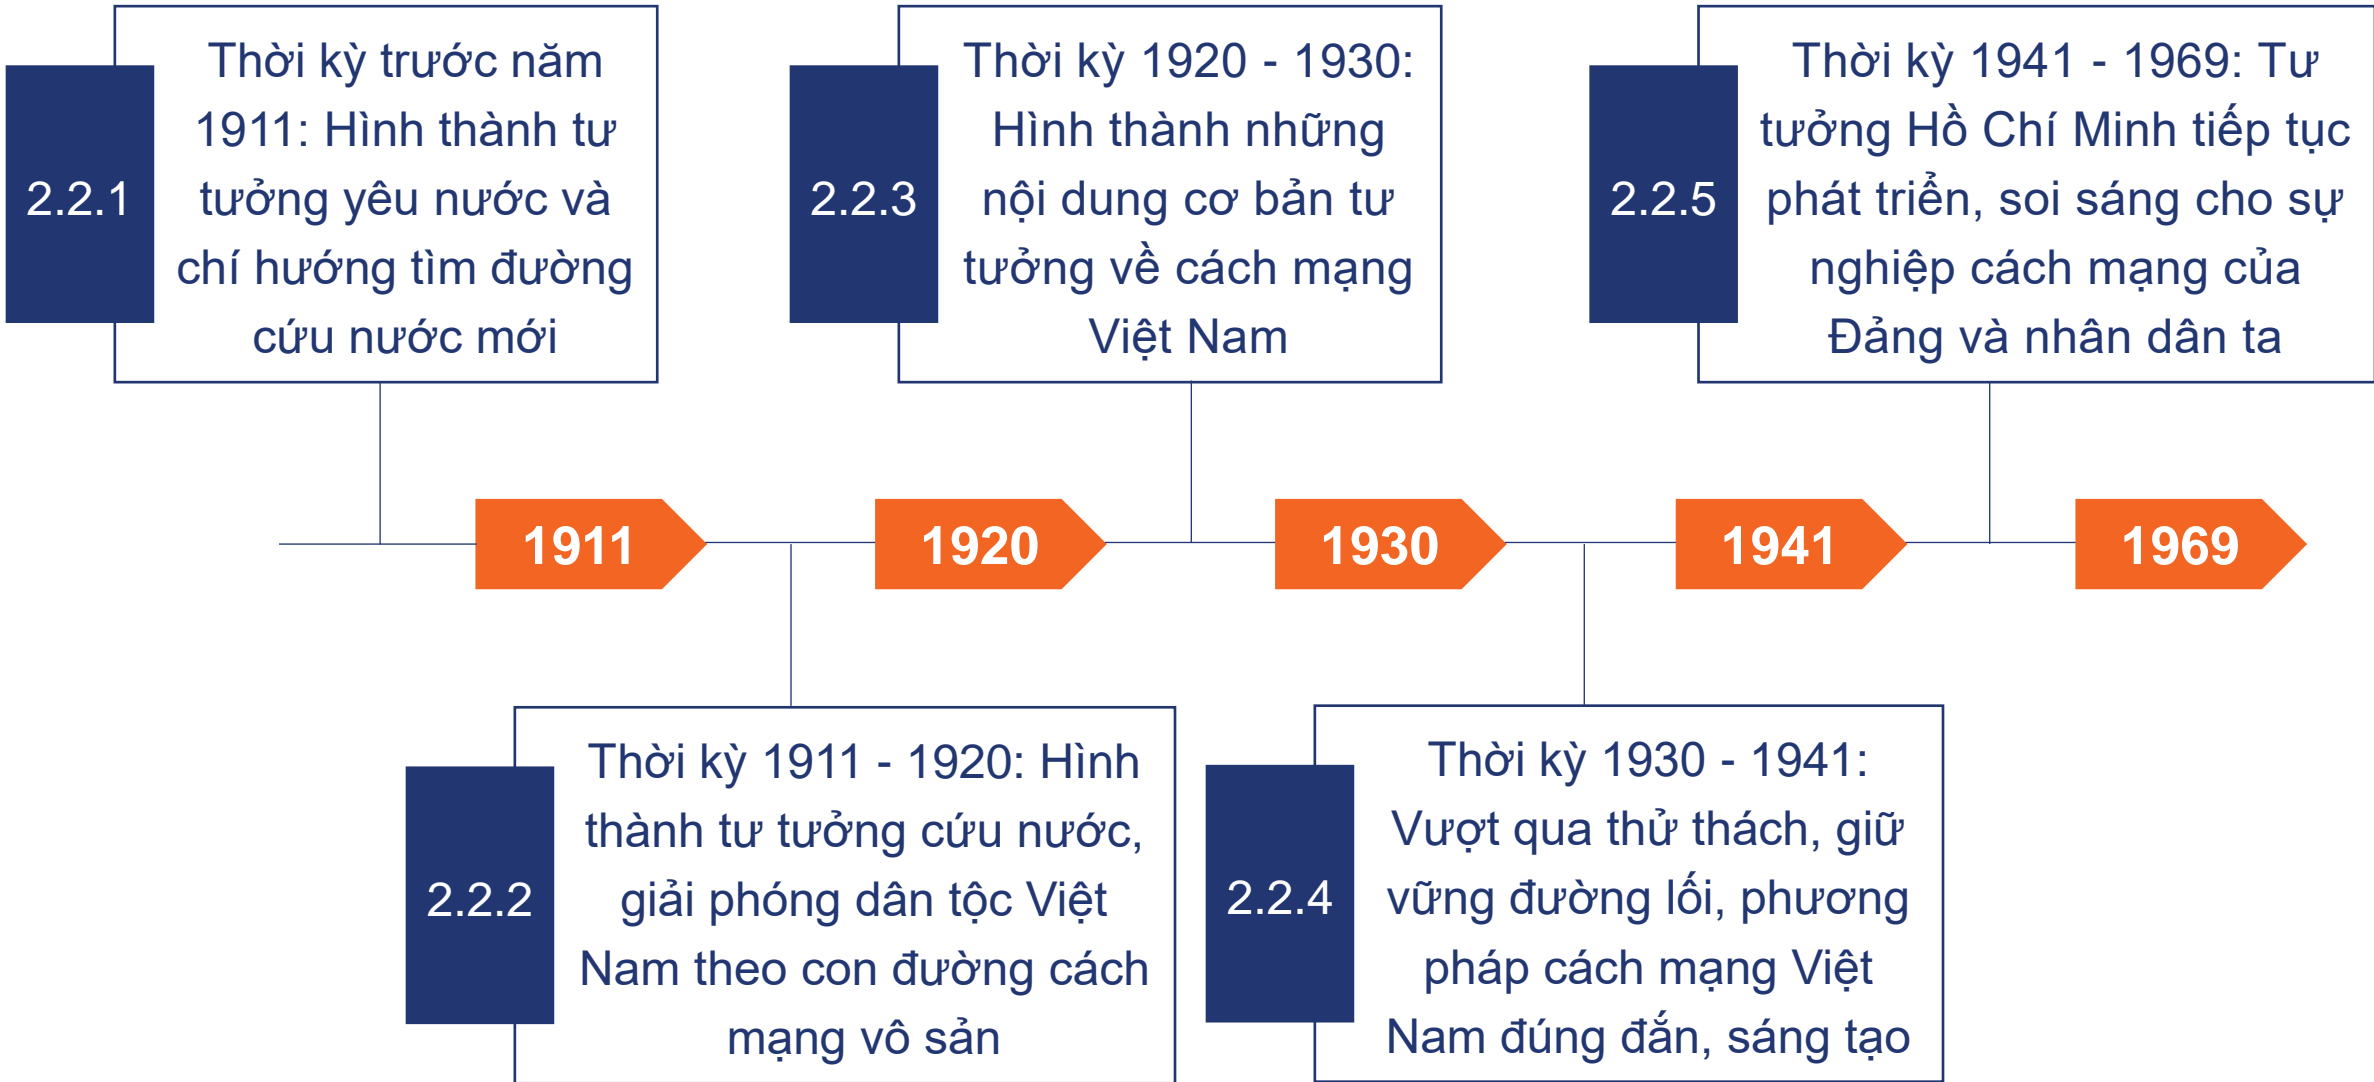 2.2.1
Thời kỳ trước năm
1911: Hình thành tư
tưởng yêu nước và
chí hướng tìm đường
cứu nước mới
2.2.3
Thời kỳ 1920 - 1930:
Hình thành những
nội dung cơ bản tư
tưởng về cách mạng
Việt Nam
2.2.5
Thời kỳ 1941 - 1969: Tư
tưởng Hồ Chí Minh tiếp tục
phát triển, soi sáng cho sự
nghiệp cách mạng của
Đảng và nhân dân ta
1911
1920
1930
1941
1969
2.2.2
Thời kỳ 1911 - 1920: Hình
thành tư tưởng cứu nước,
giải phóng dân tộc Việt
Nam theo con đường cách
mạng vô sản
2.2.4
Thời kỳ 1930 - 1941:
Vượt qua thử thách, giữ
vững đường lối, phương
pháp cách mạng Việt
Nam đúng đắn, sáng tạo